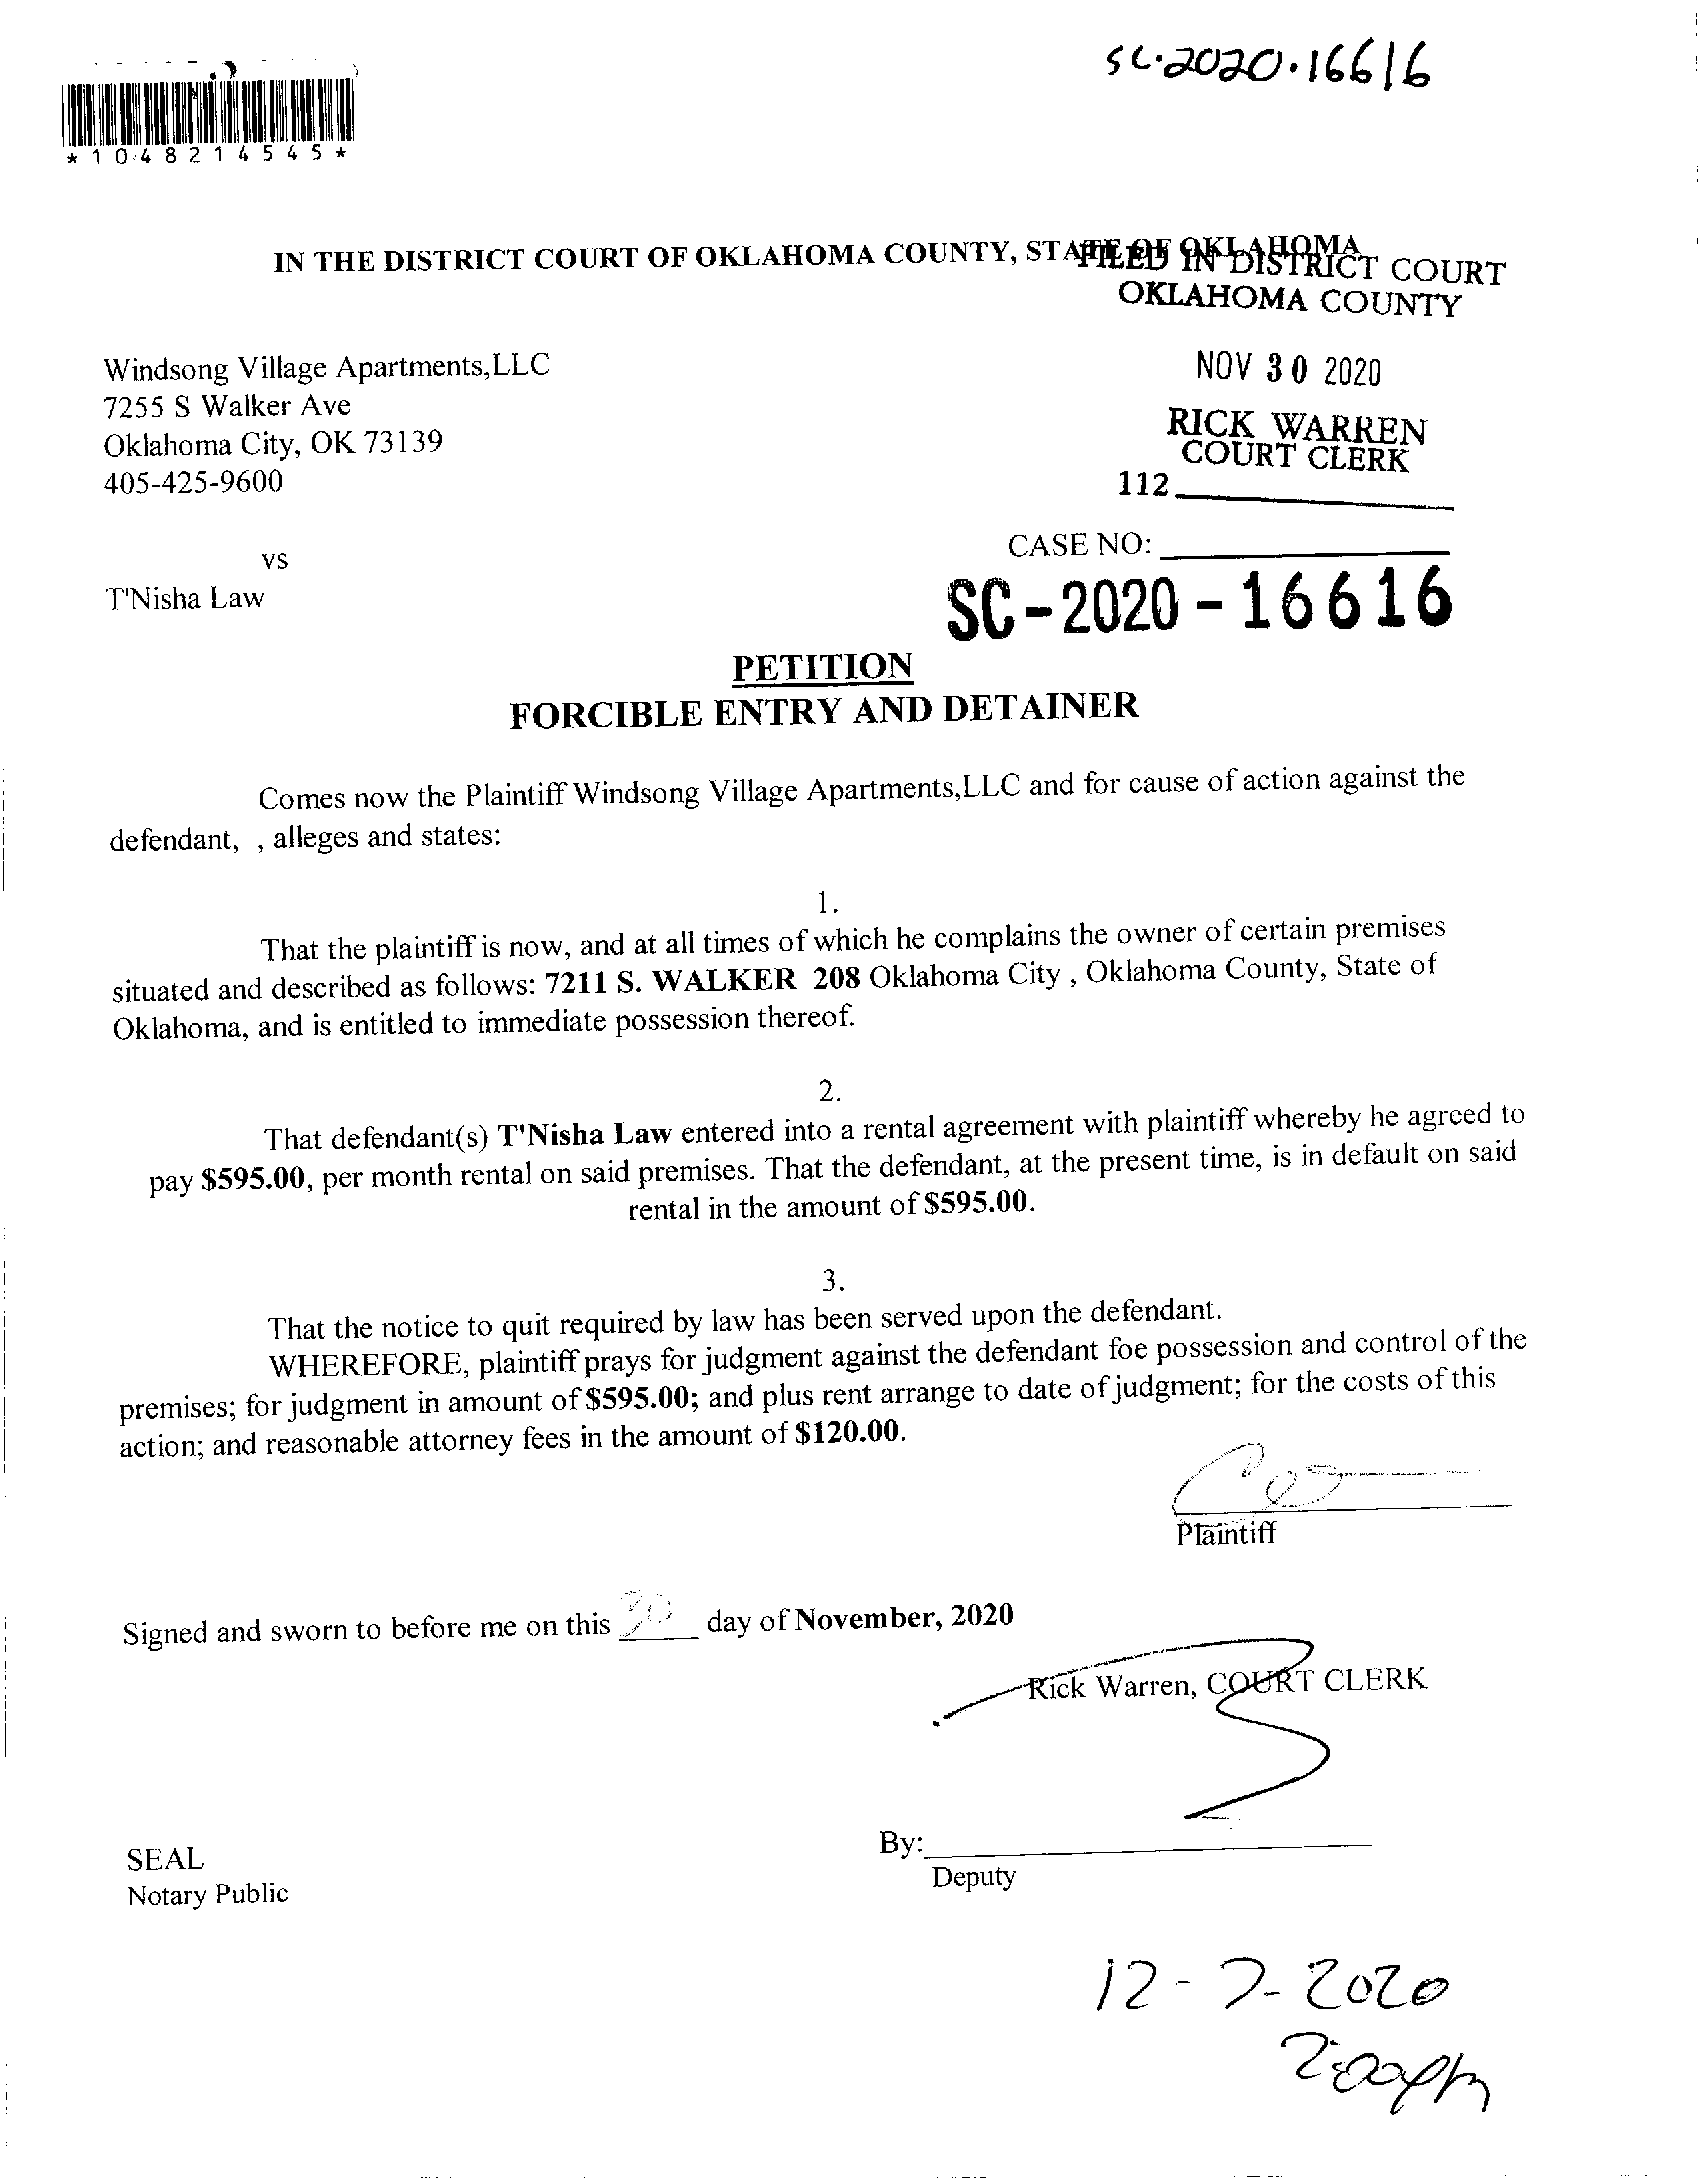 SC-2020-16616
*1048214545*
IN THE DISTRICT COURT OF OKLAHOMA COUNTY, STATE OF OKLAHOMA
FILED IN DISTRICT COURT
OKLAHOMA COUNTY
Windsong Village Apartments,LLC
7255 S Walker Ave
Oklahoma City, OK 73139
405-425-9600
NOV 30 2020
RICK WARREN
COURT CLERK
112
vs
CASE NO:
T'Nisha Law
SC-2020-16616
PETITION
FORCIBLE ENTRY AND DETAINER
Comes now the Plaintiff Windsong Village Apartments,LLC and for cause of action against the
defendant, , alleges and states:
1.
That the plaintiff is now, and at all times of which he complains the owner of certain premises
situated and described as follows: 7211 S. WALKER 208 Oklahoma City , Oklahoma County, State of
Oklahoma, and is entitled to immediate possession thereof.
2.
That defendant(s) T'Nisha Law entered into a rental agreement with plaintiff whereby he agreed to
pay $595.00, per month rental on said premises. That the defendant, at the present time, is in default on said
rental in the amount of $595.00.
3.
That the notice to quit required by law has been served upon the defendant.
WHEREFORE, plaintiff prays for judgment against the defendant foe possession and control of the
premises; for judgment in amount of $595.00; and plus rent arrange to date of judgment; for the costs of this
action; and reasonable attorney fees in the amount of $120.00.
Plaintiff
Signed and sworn to before me on this 30 day of November, 2020
Rick Warren, COURT CLERK
By:
Deputy
SEAL
Notary Public
12-7-2020
2:00pm